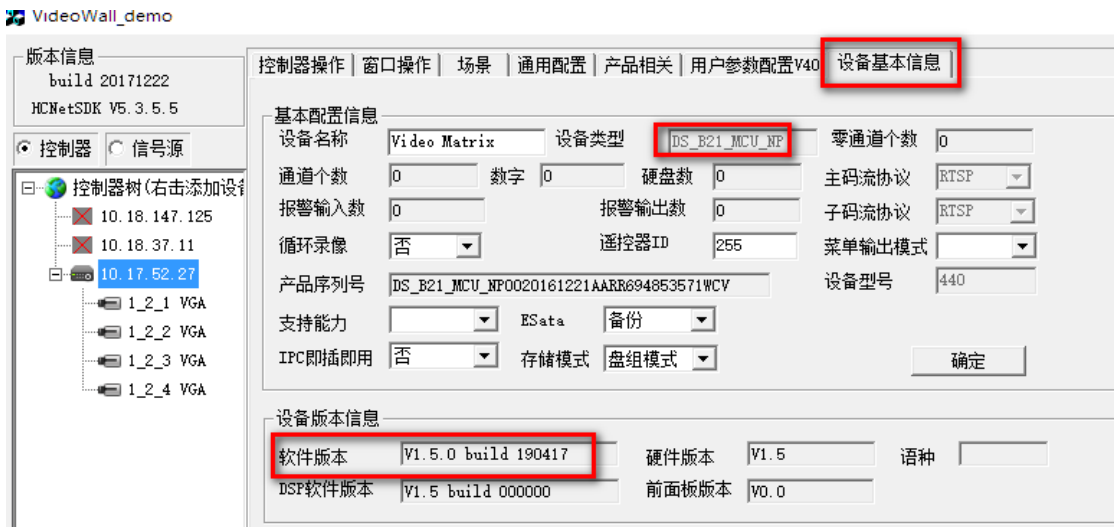 VideoWall_demo
版本信息
build 20171222
HCNetSDK V5.3.5.5
控制器 信号源
控制器树(右击添加设备
10.18.147.125
10.18.37.11
10.17.52.27
1_2_1 VGA
1_2_2 VGA
1_2_3 VGA
1_2_4 VGA
控制器操作 窗口操作 场景 通用配置 产品相关 用户参数配置V40 设备基本信息
基本配置信息
设备名称 Video Matrix 设备类型 DS_B21_MCU_NP 零通道个数 0
通道个数 0 数字 0 硬盘数 0 主码流协议 RTSP
报警输入数 0 报警输出数 0 子码流协议 RTSP
循环录像 否 遥控器ID 255 菜单输出模式
产品序列号 DS_B21_MCU_NP0020161221AARR694853571WCV 设备型号 440
支持能力 ESata 备份
IPC即插即用 否 存储模式 盘组模式 确定
设备版本信息
软件版本 V1.5.0 build 190417 硬件版本 V1.5 语种
DSP软件版本 V1.5 build 000000 前面板版本 V0.0